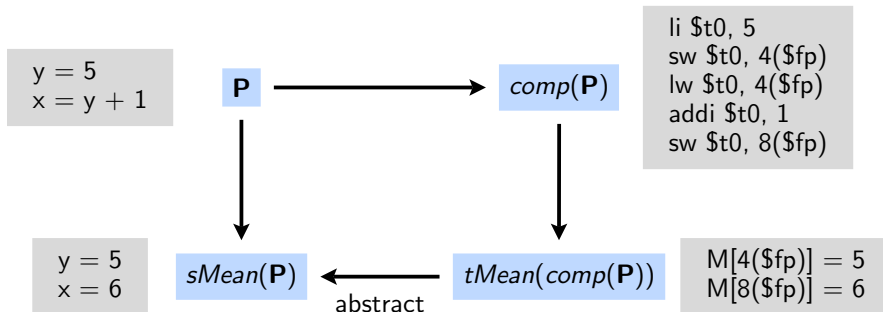 y = 5
x = y + 1
P
comp(P)
li $t0, 5
sw $t0, 4($fp)
lw $t0, 4($fp)
addi $t0, 1
sw $t0, 8($fp)
y = 5
x = 6
sMean(P)
abstract
tMean(comp(P))
M[4($fp)] = 5
M[8($fp)] = 6